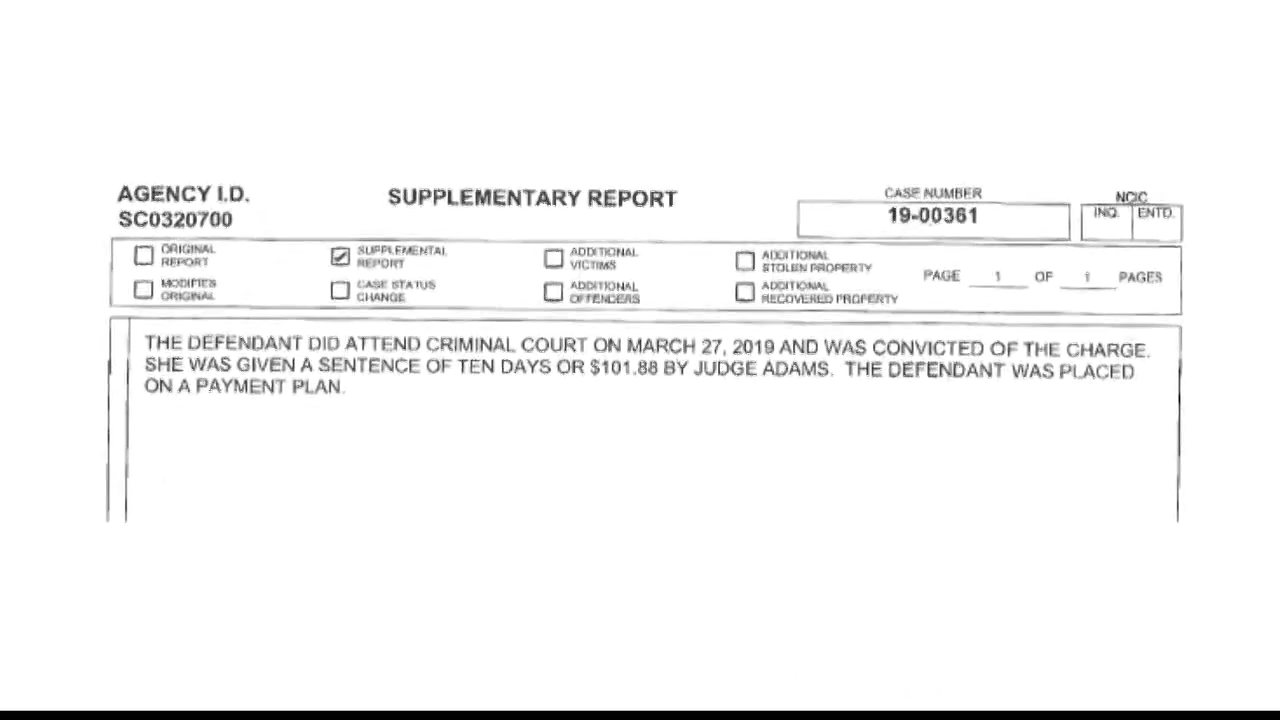 AGENCY I.D.
SC0320700
SUPPLEMENTARY REPORT
CASE NUMBER
19-00361
NCIC
INQ. ENTD.
ORIGINAL
REPORT
SUPPLEMENTAL
REPORT
ADDITIONAL
VICTIMS
ADDITIONAL
STOLEN PROPERTY
MODIFIES
ORIGINAL
CASE STATUS
CHANGE
ADDITIONAL
OFFENDERS
ADDITIONAL
RECOVERED PROPERTY
PAGE 1 OF 1 PAGES
THE DEFENDANT DID ATTEND CRIMINAL COURT ON MARCH 27, 2019 AND WAS CONVICTED OF THE CHARGE.
SHE WAS GIVEN A SENTENCE OF TEN DAYS OR $101.88 BY JUDGE ADAMS. THE DEFENDANT WAS PLACED
ON A PAYMENT PLAN.